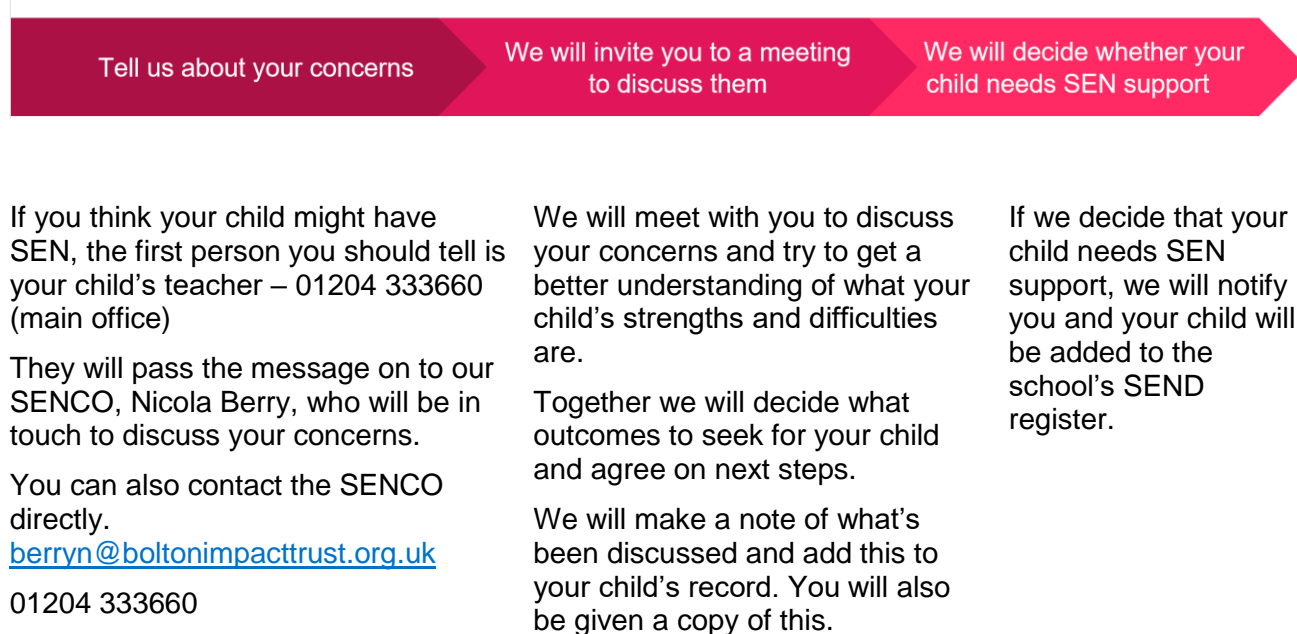 Tell us about your concerns
We will invite you to a meeting
to discuss them
We will decide whether your
child needs SEN support
If you think your child might have
SEN, the first person you should tell is
your child's teacher – 01204 333660
(main office)
They will pass the message on to our
SENCO, Nicola Berry, who will be in
touch to discuss your concerns.
You can also contact the SENCO
directly.
berryn@boltonimpacttrust.org.uk
01204 333660
We will meet with you to discuss
your concerns and try to get a
better understanding of what your
child's strengths and difficulties
are.
Together we will decide what
outcomes to seek for your child
and agree on next steps.
We will make a note of what's
been discussed and add this to
your child's record. You will also
be given a copy of this.
If we decide that your
child needs SEN
support, we will notify
you and your child will
be added to the
school's SEND
register.